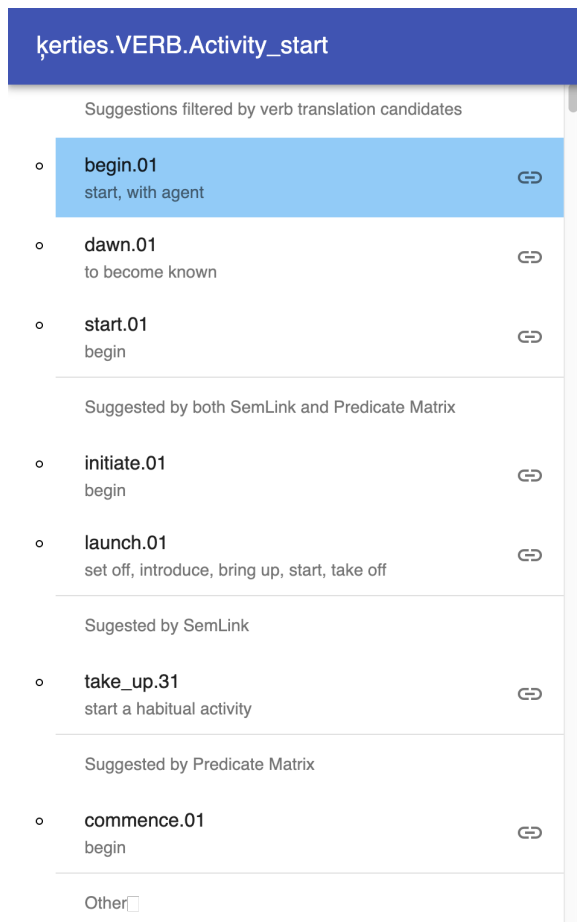 ķerties.VERB.Activity_start
Suggestions filtered by verb translation candidates
begin.01
start, with agent
dawn.01
to become known
start.01
begin
Suggested by both SemLink and Predicate Matrix
initiate.01
begin
launch.01
set off, introduce, bring up, start, take off
Sugested by SemLink
take_up.31
start a habitual activity
Suggested by Predicate Matrix
commence.01
begin
Other